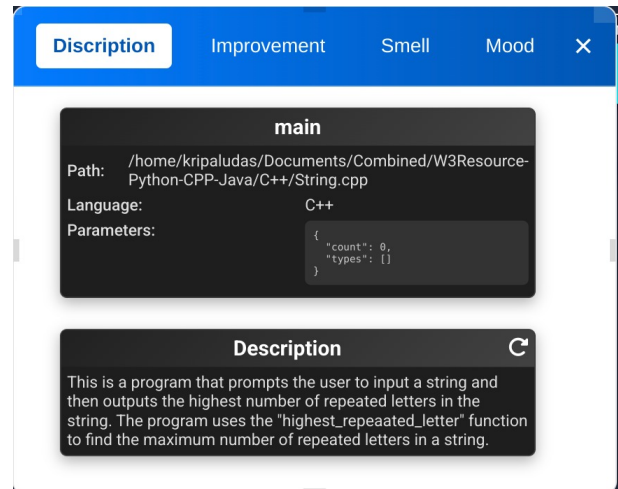 Discription Improvement Smell Mood ×
main
Path: /home/kripaludas/Documents/Combined/W3Resource-
Python-CPP-Java/C++/String.cpp
Language: C++
Parameters:
{
"count": 0,
"types": []
}
Description
This is a program that prompts the user to input a string and
then outputs the highest number of repeated letters in the
string. The program uses the "highest_repeaated_letter" function
to find the maximum number of repeated letters in a string.